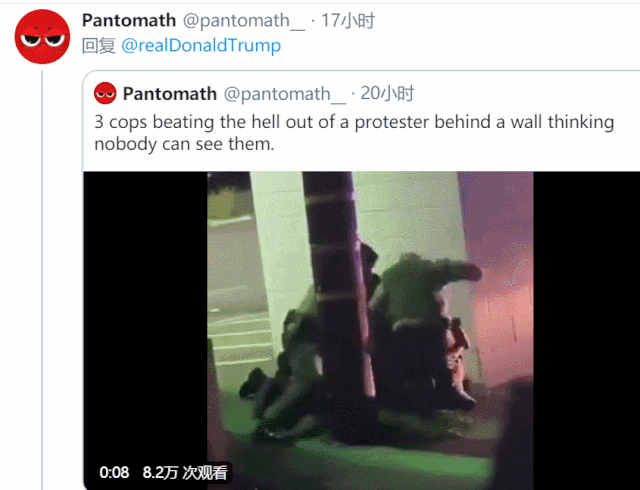 Pantomath @pantomath__ · 17小时
回复 @realDonaldTrump
Pantomath @pantomath__ · 20小时
3 cops beating the hell out of a protester behind a wall thinking
nobody can see them.
0:08 8.2万 次观看